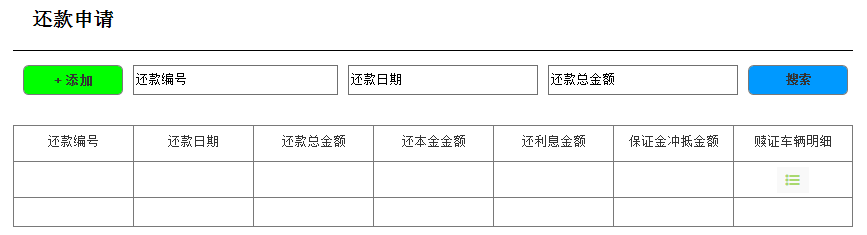 还款申请
+ 添加 还款编号 还款日期 还款总金额 搜索
还款编号 还款日期 还款总金额 还本金金额 还利息金额 保证金冲抵金额 赎证车辆明细